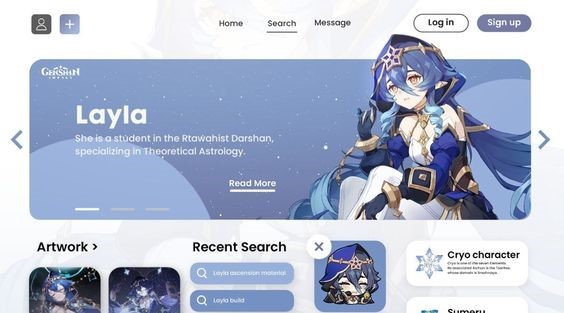 Home
Search
Message
Log in
Sign up
GENSHIN
IMPACT
Layla
She is a student in the Rtawahist Darshan,
specializing in Theoretical Astrology.
Read More
Artwork >
Recent Search
Layla ascension material
Layla build
Cryo character
Cryo is one of the seven Elements.
Its associated Archon is the Tsaritsa,
whose domain is Snezhnaya.
Sumeru